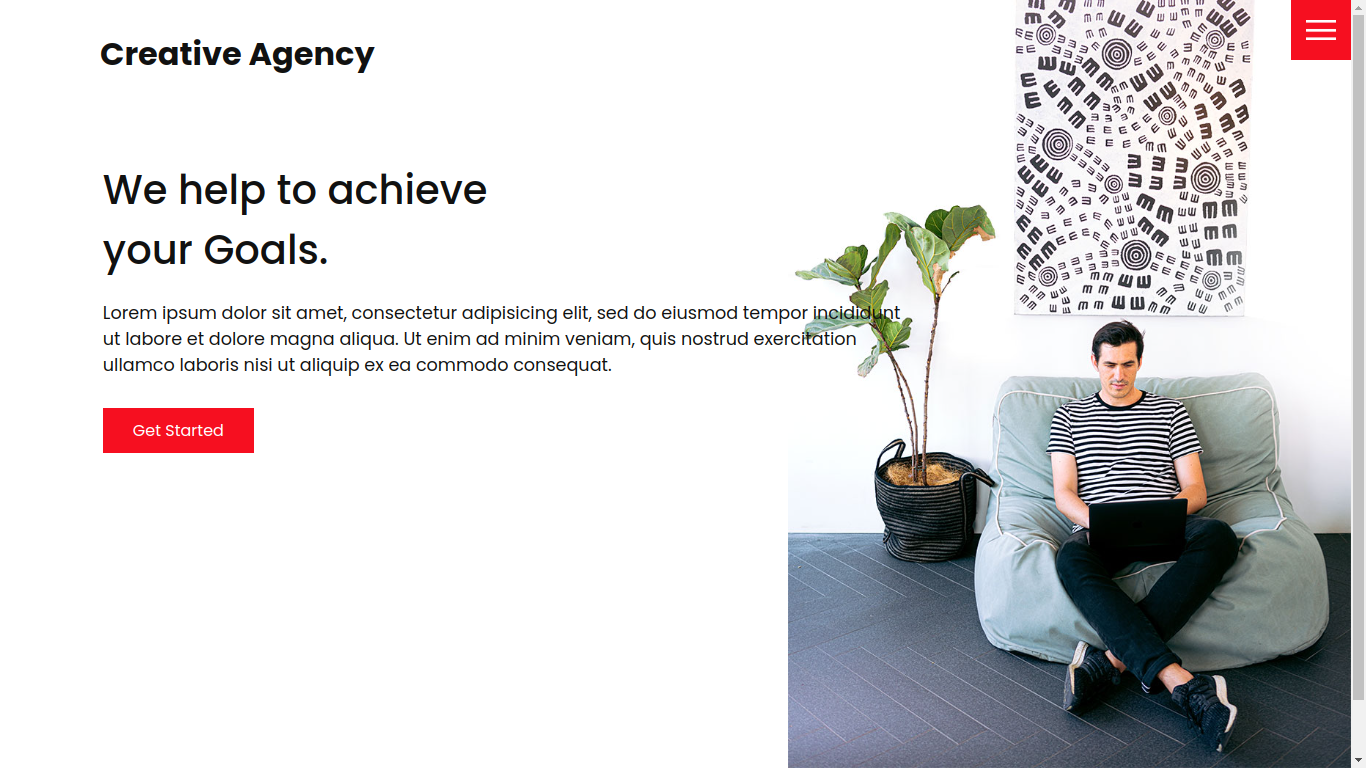 Creative Agency
We help to achieve
your Goals.
Lorem ipsum dolor sit amet, consectetur adipisicing elit, sed do eiusmod tempor incididunt
ut labore et dolore magna aliqua. Ut enim ad minim veniam, quis nostrud exercitation
ullamco laboris nisi ut aliquip ex ea commodo consequat.
Get Started